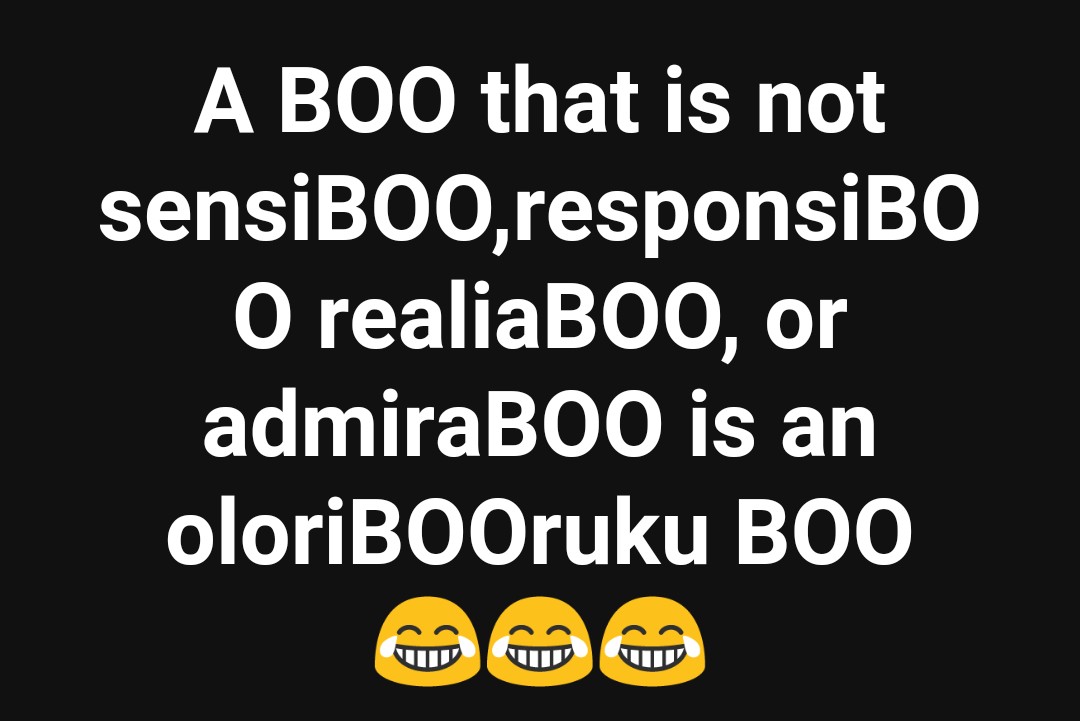 A BOO that is not
sensiBOO,responsiBO
O realiaBOO, or
admiraBOO is an
oloriBOOruku BOO
😂😂😂